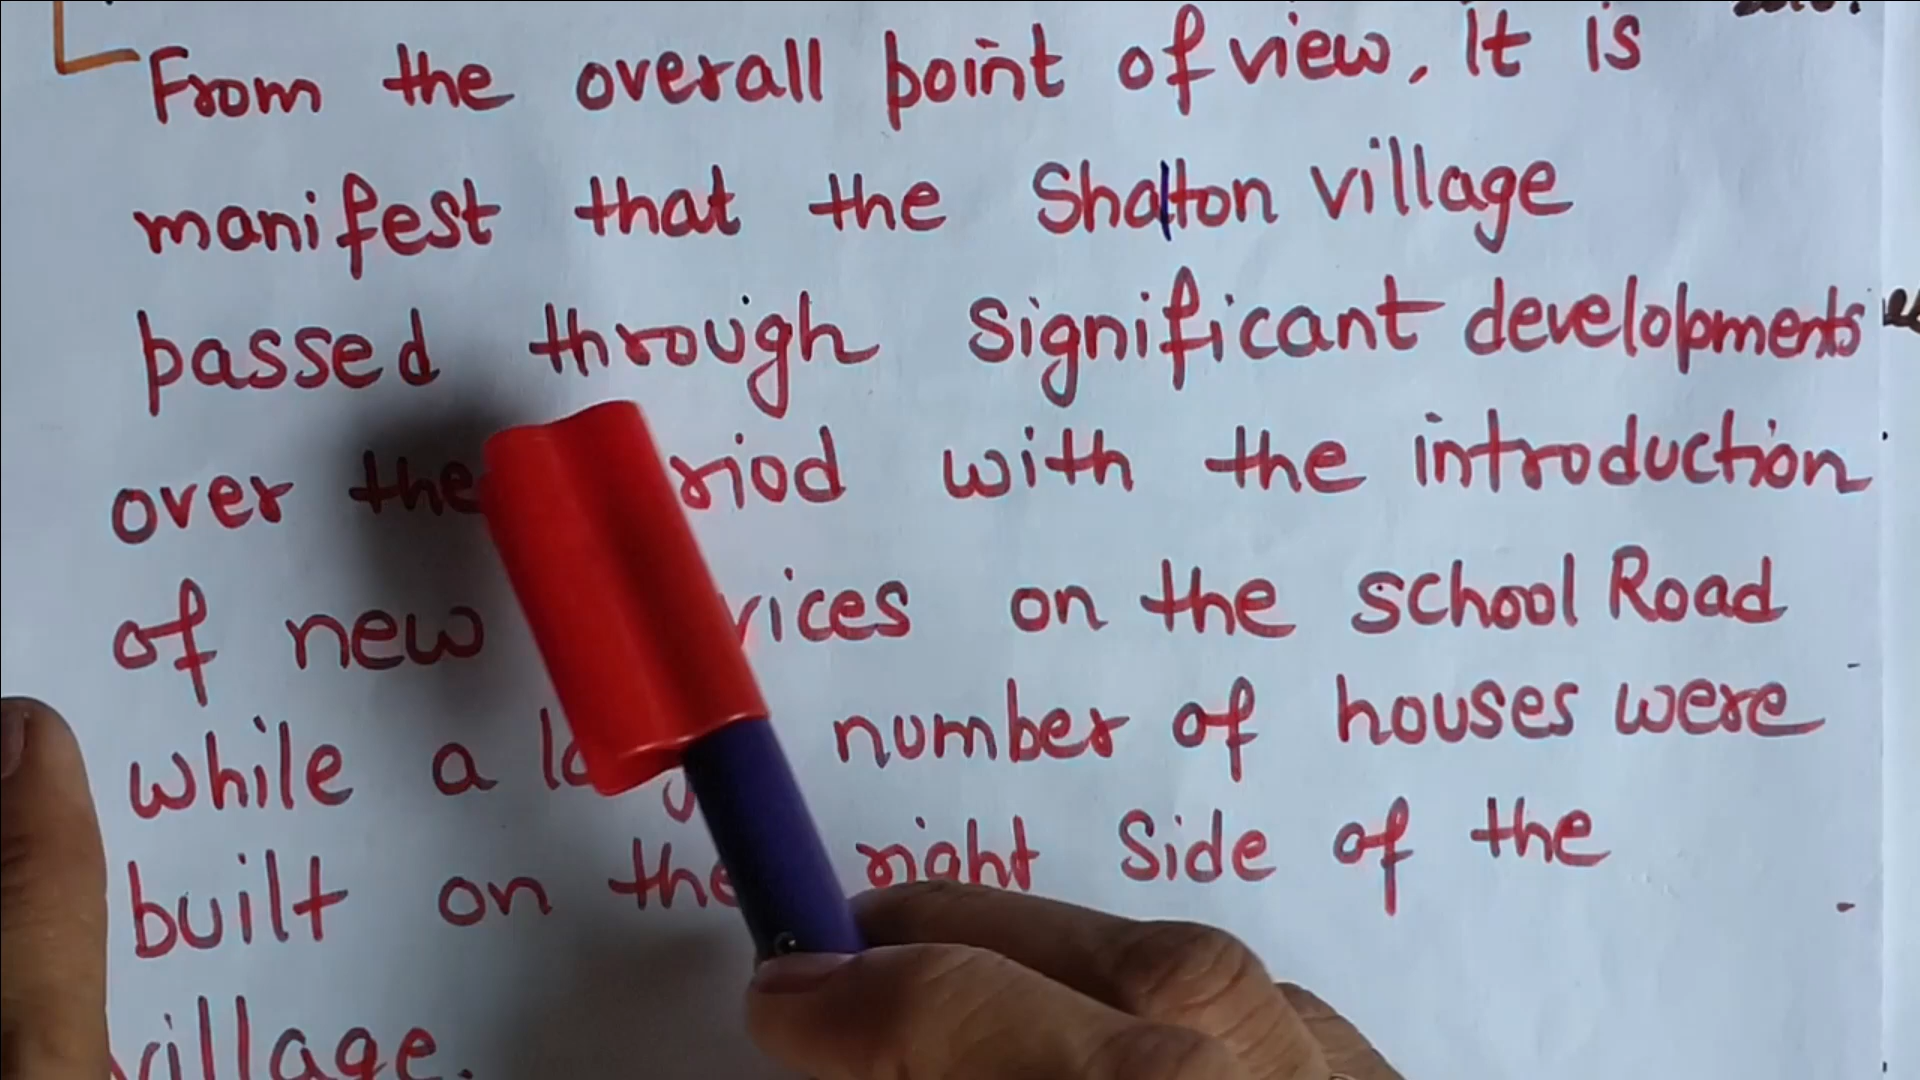 From the overall point of view. It is
manifest that the Shalton village
passed through significant developments
over the riod with the introduction
of new vices on the school Road
while a number of houses were
built on the right side of the
village.